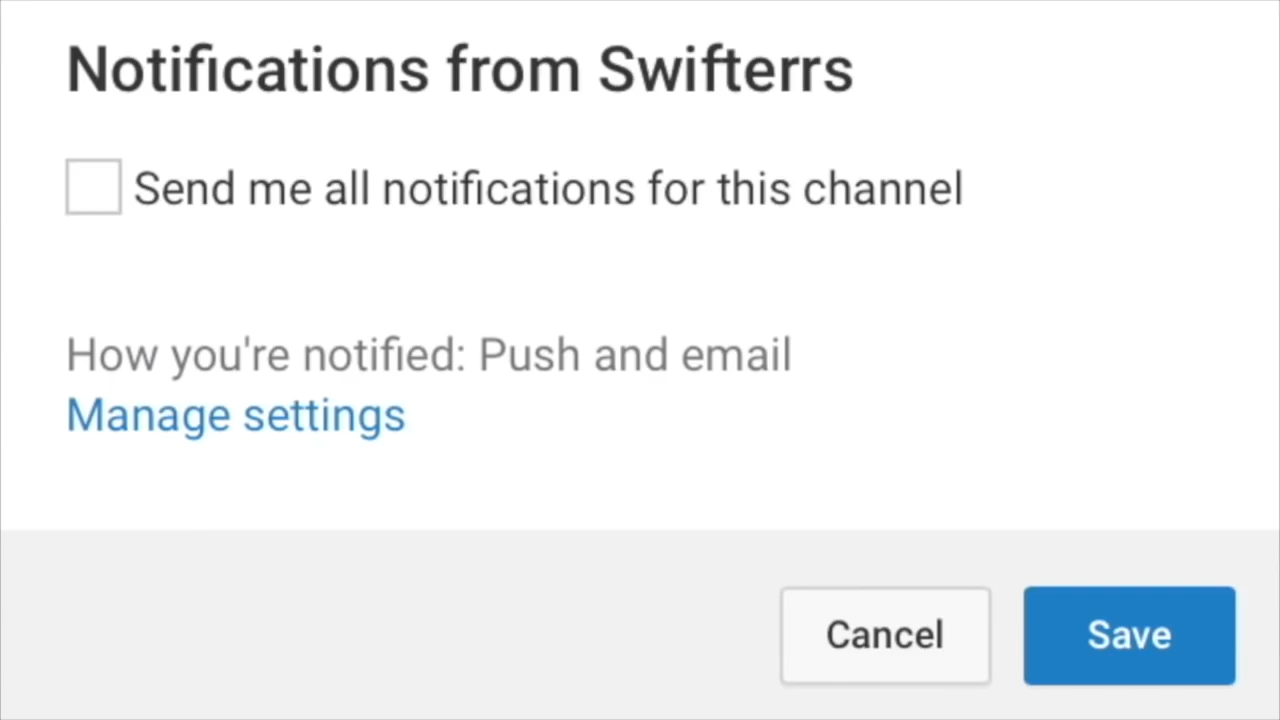 Notifications from Swifterrs
Send me all notifications for this channel
How you're notified: Push and email
Manage settings
Cancel
Save